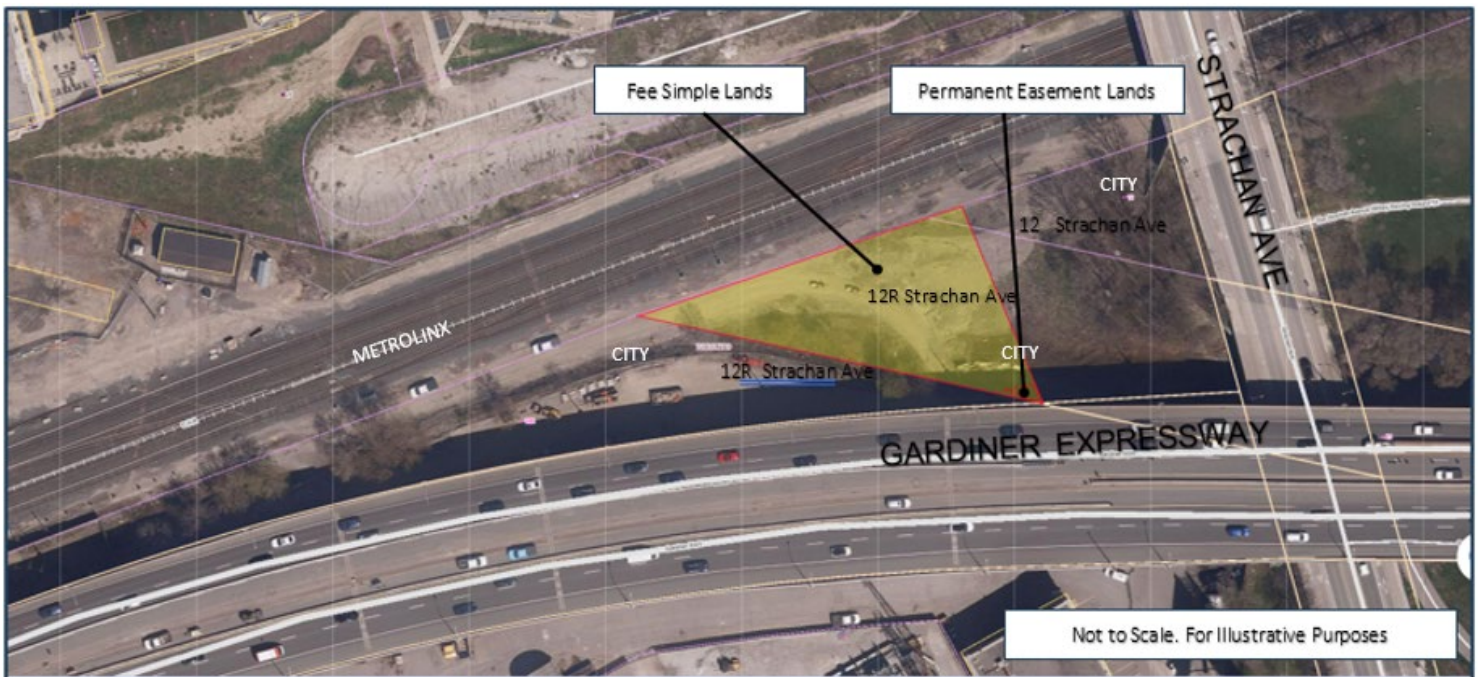 Fee Simple Lands
Permanent Easement Lands
STRACHAN AVE
CITY
12 Strachan Ave
12R Strachan Ave
METROLINX
CITY
CITY
12R Strachan Ave
GARDINER EXPRESSWAY
Not to Scale. For Illustrative Purposes